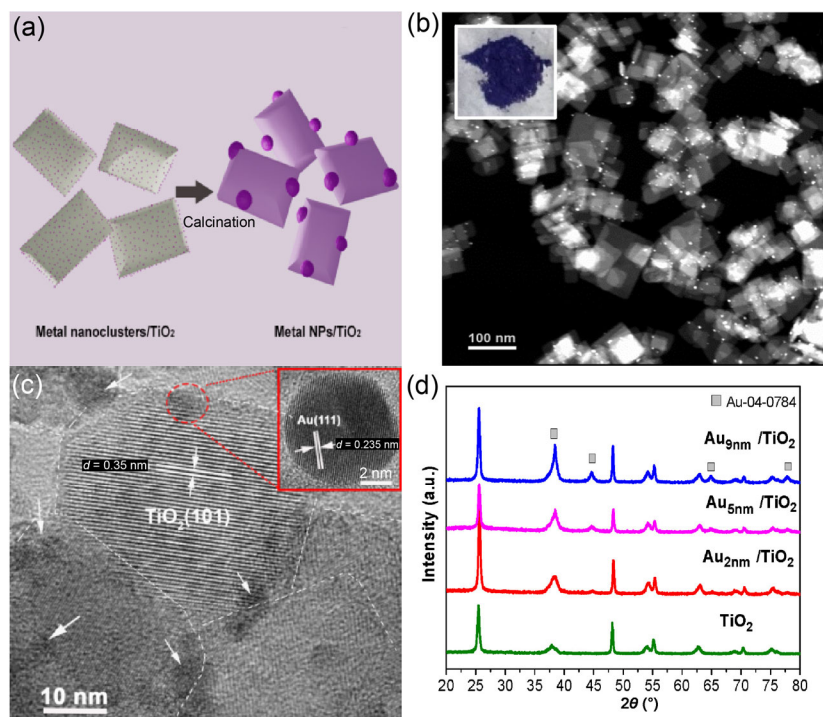 (a)
Calcination
Metal nanoclusters/TiO₂
Metal NPs/TiO₂
(b)
100 nm
(c)
Au(111)
d = 0.235 nm
2 nm
d = 0.35 nm
TiO₂(101)
10 nm
(d)
Au-04-0784
Au9nm /TiO₂
Au5nm /TiO₂
Au2nm /TiO₂
TiO₂
Intensity (a.u.)
20 25 30 35 40 45 50 55 60 65 70 75 80
2θ (°)